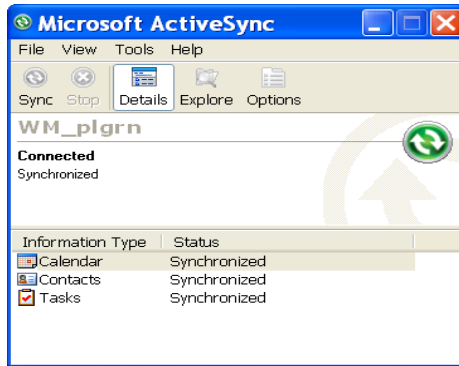 Microsoft ActiveSync
File View Tools Help
Sync Stop Details Explore Options
WM_plgrn
Connected
Synchronized
Information Type Status
Calendar Synchronized
Contacts Synchronized
Tasks Synchronized